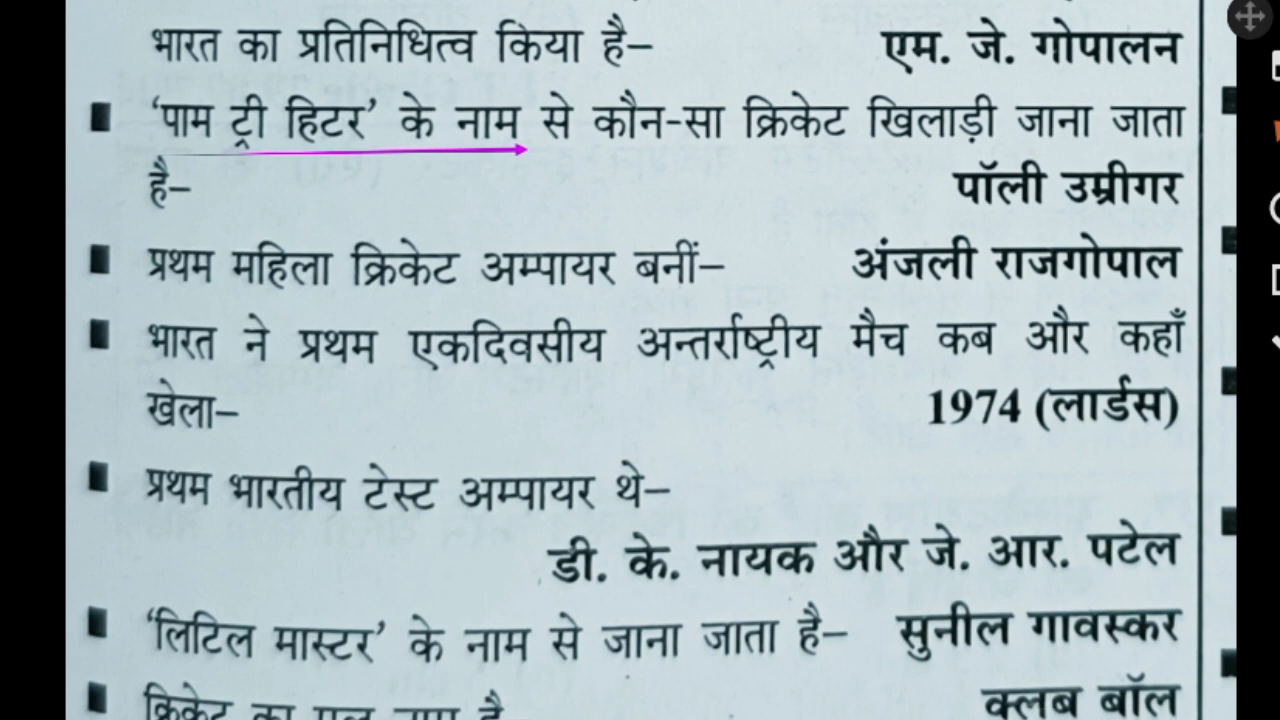 भारत का प्रतिनिधित्व किया है– एम. जे. गोपालन
'पाम ट्री हिटर' के नाम से कौन-सा क्रिकेट खिलाड़ी जाना जाता
है– पॉली उम्रीगर
प्रथम महिला क्रिकेट अम्पायर बनीं– अंजली राजगोपाल
भारत ने प्रथम एकदिवसीय अन्तर्राष्ट्रीय मैच कब और कहाँ
खेला– 1974 (लार्डस)
प्रथम भारतीय टेस्ट अम्पायर थे–
डी. के. नायक और जे. आर. पटेल
'लिटिल मास्टर' के नाम से जाना जाता है– सुनील गावस्कर
क्रिकेट का नाम है– क्लब बॉल